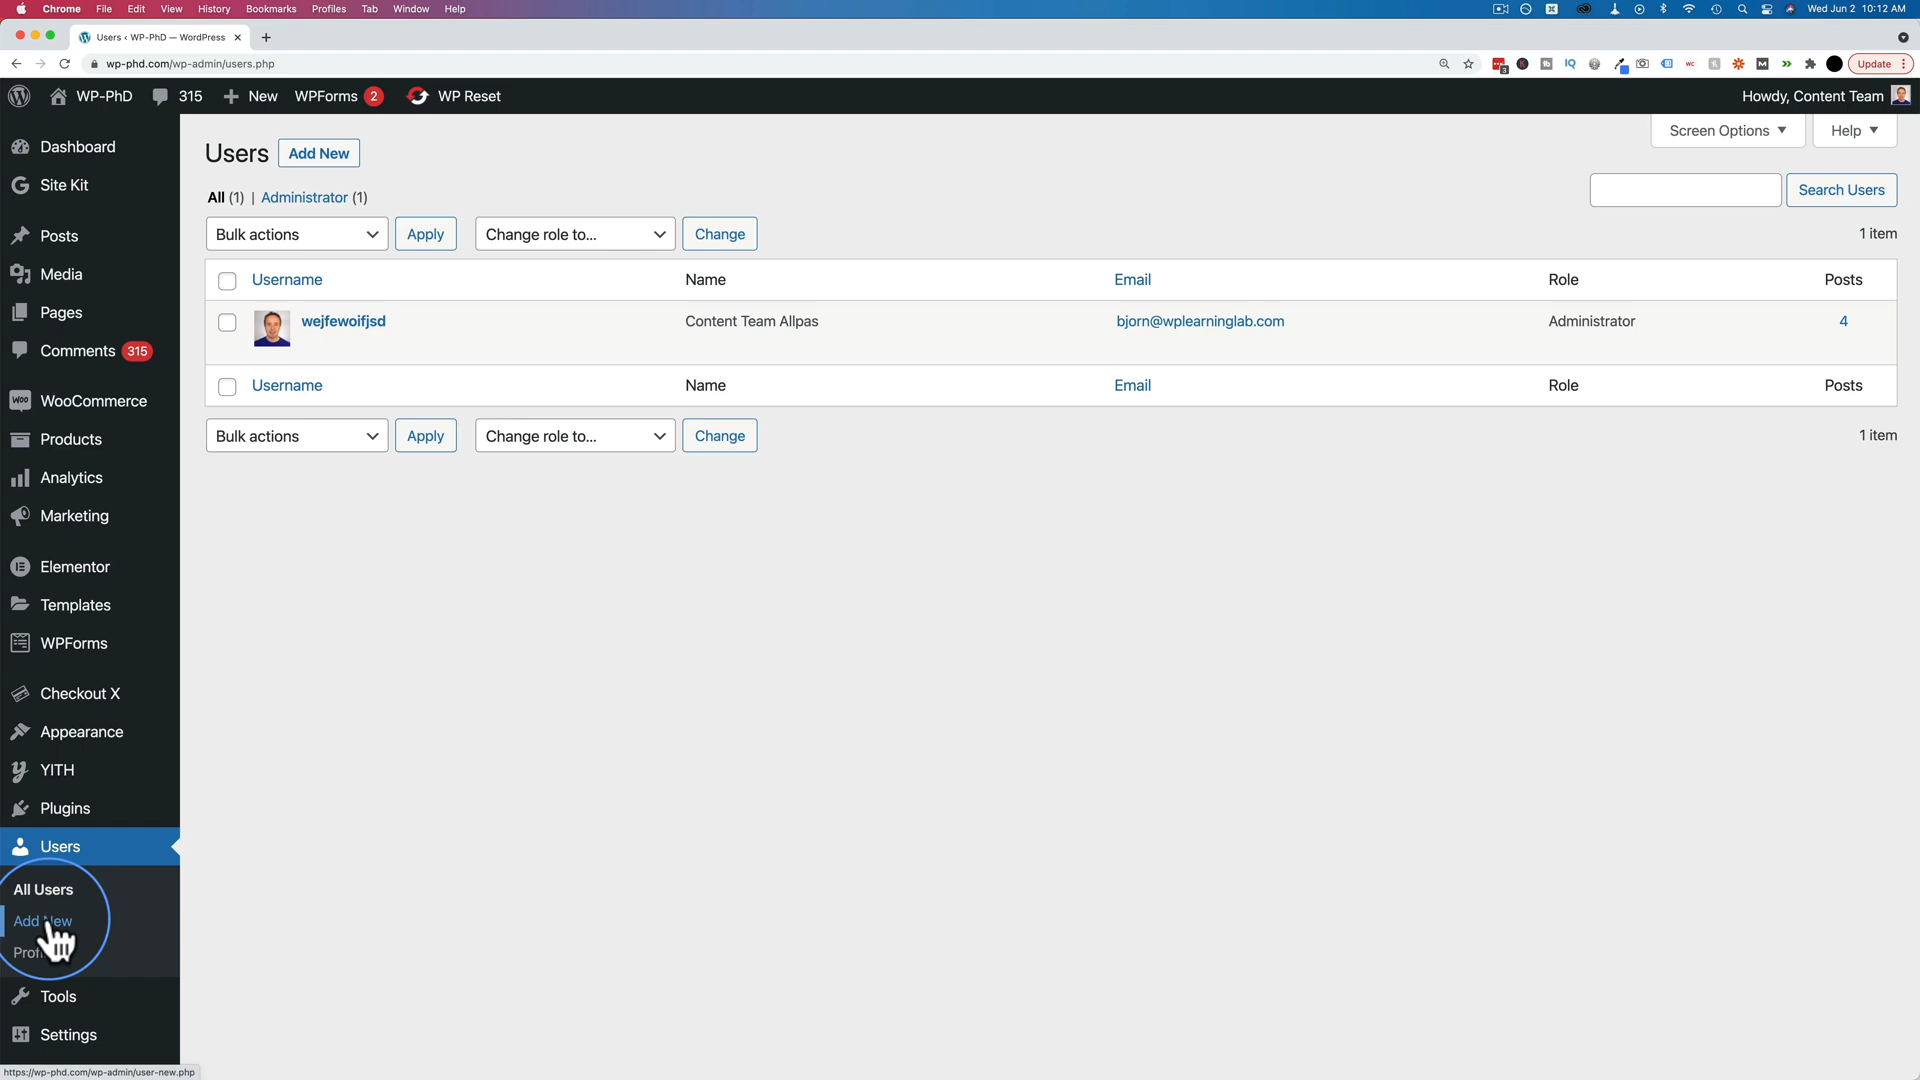 Chrome File Edit View History Bookmarks Profiles Tab Window Help Wed Jun 2 10:12 AM
Users ‹ WP-PhD — WordPress
wp-phd.com/wp-admin/users.php Update
WP-PhD 315 New WPForms 2 WP Reset Howdy, Content Team
Screen Options Help
Dashboard
Site Kit
Posts
Media
Pages
Comments 315
WooCommerce
Products
Analytics
Marketing
Elementor
Templates
WPForms
Checkout X
Appearance
YITH
Plugins
Users
All Users
Add New
Prof
Tools
Settings
Users Add New
All (1) | Administrator (1)
Search Users
Bulk actions Apply Change role to... Change 1 item
Username Name Email Role Posts
wejfewoifjsd Content Team Allpas bjorn@wplearninglab.com Administrator 4
Username Name Email Role Posts
Bulk actions Apply Change role to... Change 1 item
https://wp-phd.com/wp-admin/user-new.php